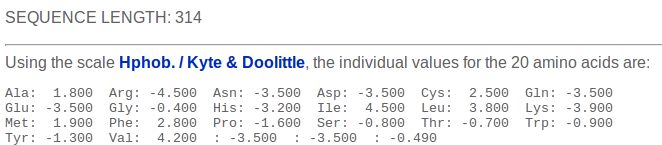 SEQUENCE LENGTH: 314
Using the scale Hphob. / Kyte & Doolittle, the individual values for the 20 amino acids are:
Ala:  1.800  Arg: -4.500  Asn: -3.500  Asp: -3.500  Cys:  2.500  Gln: -3.500
Glu: -3.500  Gly: -0.400  His: -3.200  Ile:  4.500  Leu:  3.800  Lys: -3.900
Met:  1.900  Phe:  2.800  Pro: -1.600  Ser: -0.800  Thr: -0.700  Trp: -0.900
Tyr: -1.300  Val:  4.200  : -3.500  : -3.500  : -0.490